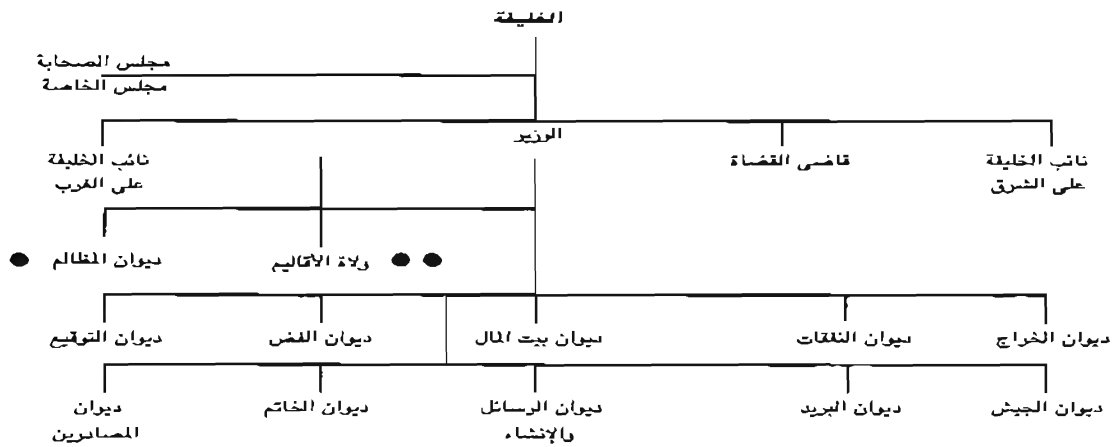 الخليفة
مجلس الصحابة
مجلس الخاصة
الوزير
نائب الخليفة
على الشرق
قاضى القضاة
نائب الخليفة
على الغرب
ولاة الأقاليم
ديوان المظالم
ديوان الخراج
ديوان النفقات
ديوان بيت المال
ديوان الفض
ديوان التوقيع
ديوان الجيش
ديوان البريد
ديوان الرسائل
والإنشاء
ديوان الخاتم
ديوان
المصادرين